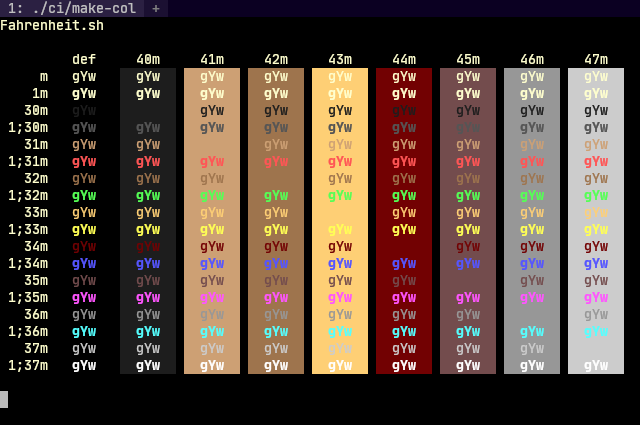 1: ./ci/make-col +
Fahrenheit.sh
def 40m 41m 42m 43m 44m 45m 46m 47m
m gYw gYw gYw gYw gYw gYw gYw gYw gYw
1m gYw gYw gYw gYw gYw gYw gYw gYw gYw
30m gYw gYw gYw gYw gYw gYw gYw gYw
1;30m gYw gYw gYw gYw gYw gYw gYw gYw gYw
31m gYw gYw gYw gYw gYw gYw gYw gYw
1;31m gYw gYw gYw gYw gYw gYw gYw gYw gYw
32m gYw gYw gYw gYw gYw gYw gYw gYw
1;32m gYw gYw gYw gYw gYw gYw gYw gYw gYw
33m gYw gYw gYw gYw gYw gYw gYw gYw
1;33m gYw gYw gYw gYw gYw gYw gYw gYw gYw
34m gYw gYw gYw gYw gYw gYw gYw gYw
1;34m gYw gYw gYw gYw gYw gYw gYw gYw gYw
35m gYw gYw gYw gYw gYw gYw gYw gYw
1;35m gYw gYw gYw gYw gYw gYw gYw gYw gYw
36m gYw gYw gYw gYw gYw gYw gYw gYw
1;36m gYw gYw gYw gYw gYw gYw gYw gYw gYw
37m gYw gYw gYw gYw gYw gYw gYw gYw
1;37m gYw gYw gYw gYw gYw gYw gYw gYw gYw